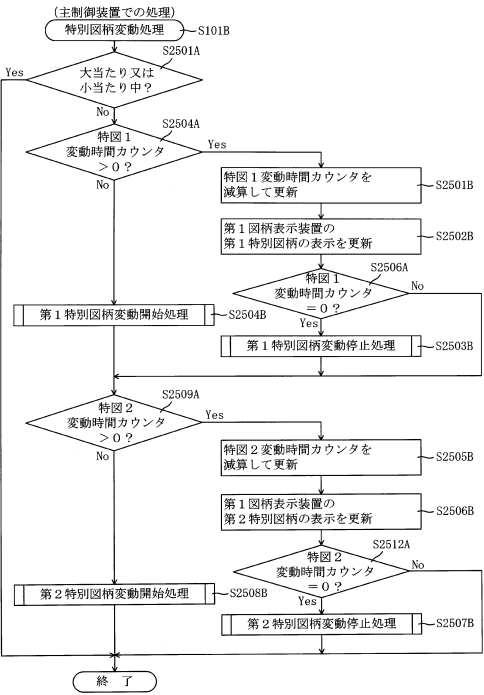 (主制御装置での処理)
特別図柄変動処理
S101B
S2501A
大当たり又は
小当たり中？
Yes
No
S2504A
特図１
変動時間カウンタ
＞０？
Yes
No
特図１変動時間カウンタを
減算して更新
S2501B
第１図柄表示装置の
第１特別図柄の表示を更新
S2502B
S2506A
特図１
変動時間カウンタ
＝０？
No
Yes
第１特別図柄変動開始処理
S2504B
第１特別図柄変動停止処理
S2503B
S2509A
特図２
変動時間カウンタ
＞０？
Yes
No
特図２変動時間カウンタを
減算して更新
S2505B
第１図柄表示装置の
第２特別図柄の表示を更新
S2506B
S2512A
特図２
変動時間カウンタ
＝０？
No
Yes
第２特別図柄変動開始処理
S2508B
第２特別図柄変動停止処理
S2507B
終 了